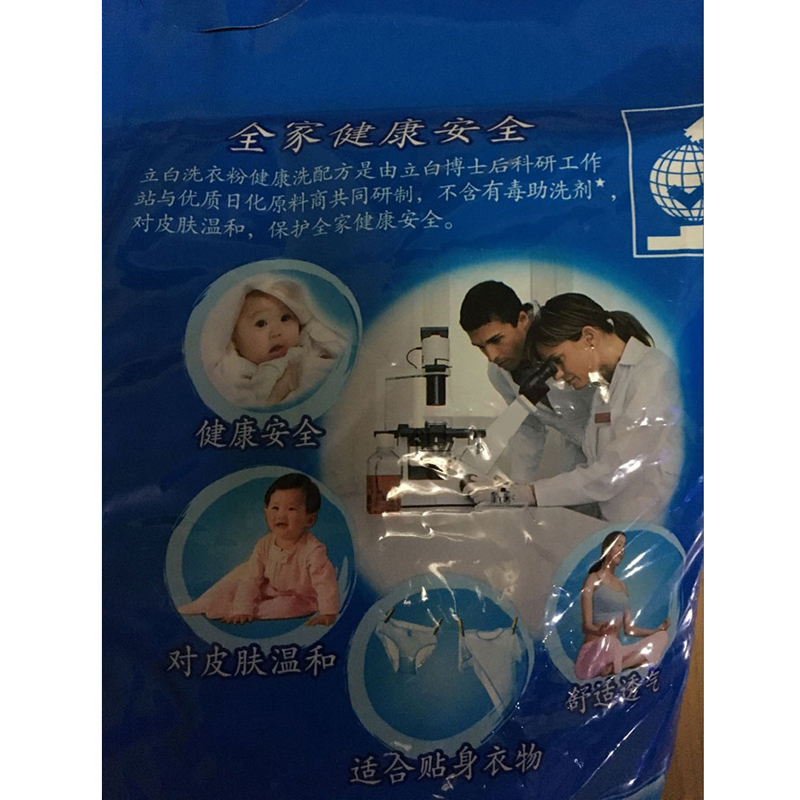 全家健康安全
立白洗衣粉健康洗配方是由立白博士后科研工作
站与优质日化原料商共同研制，不含有毒助洗剂★，
对皮肤温和，保护全家健康安全。
健康安全
对皮肤温和
舒适透气
适合贴身衣物